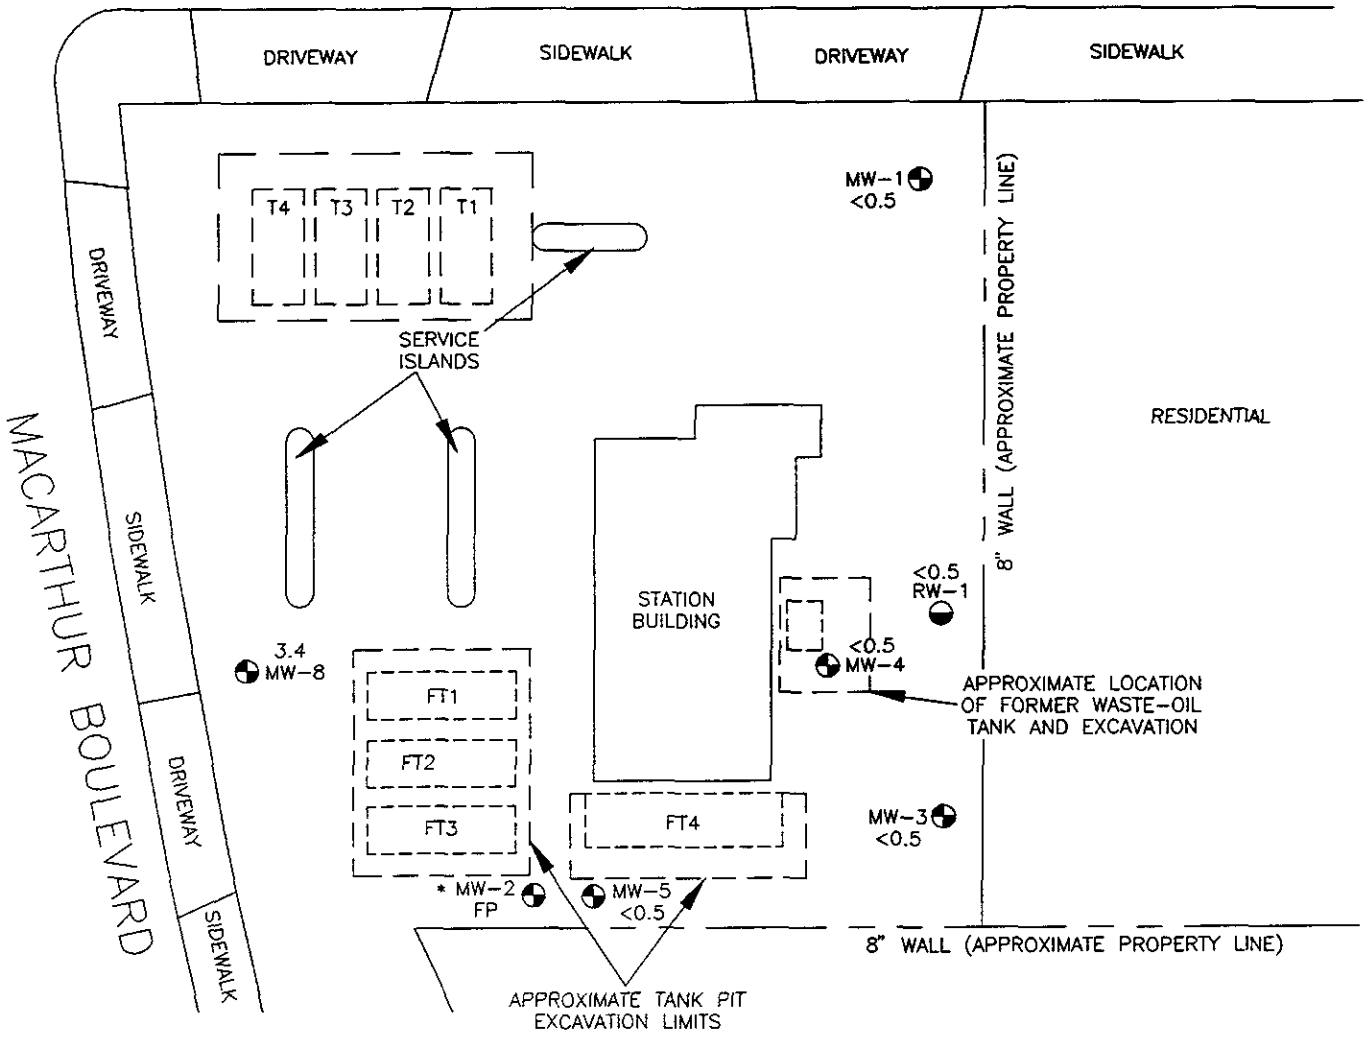 DRIVEWAY
SIDEWALK
DRIVEWAY
SIDEWALK
MW-1
<0.5
T4
T3
T2
T1
8" WALL (APPROXIMATE PROPERTY LINE)
DRIVEWAY
SERVICE
ISLANDS
RESIDENTIAL
MACARTHUR BOULEVARD
SIDEWALK
STATION
BUILDING
<0.5
RW-1
3.4
MW-8
<0.5
MW-4
FT1
APPROXIMATE LOCATION
OF FORMER WASTE-OIL
TANK AND EXCAVATION
FT2
DRIVEWAY
FT3
FT4
MW-3
<0.5
* MW-2
FP
MW-5
<0.5
SIDEWALK
8" WALL (APPROXIMATE PROPERTY LINE)
APPROXIMATE TANK PIT
EXCAVATION LIMITS